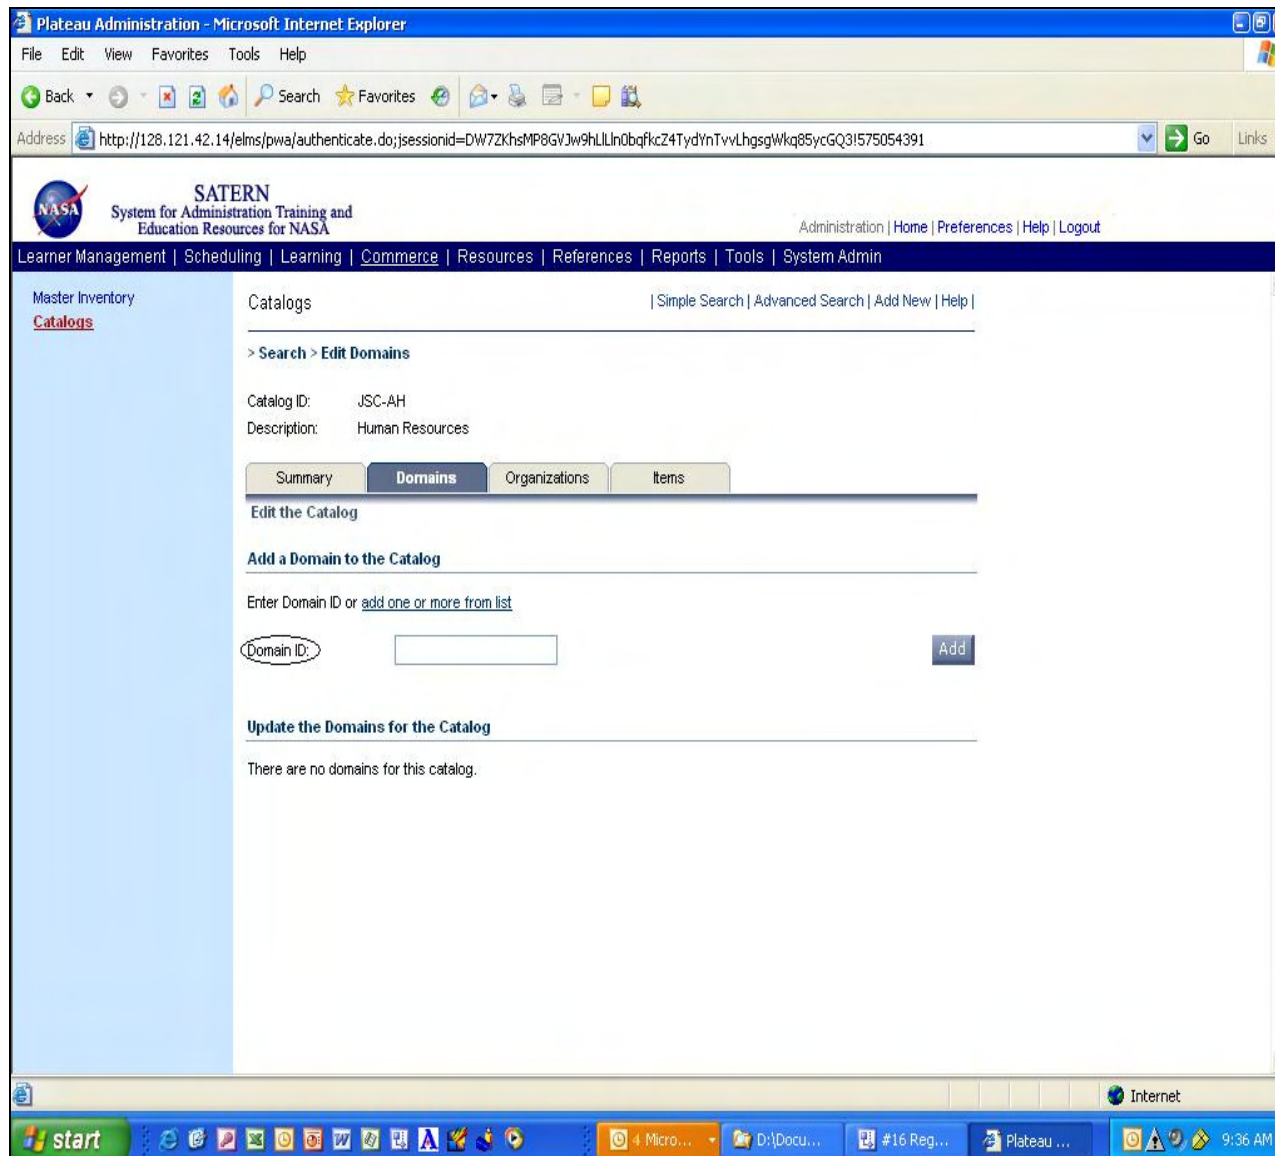 Plateau Administration - Microsoft Internet Explorer
File Edit View Favorites Tools Help
Back Search Favorites
Address http://128.121.42.14/elms/pwa/authenticate.do;jsessionid=DW7ZKhsMP8GVJw9hLlLln0bqfkcZ4TydYnTvvLhgsgWkq85ycGQ3!575054391 Go Links
NASA
SATERN
System for Administration Training and
Education Resources for NASA
Administration | Home | Preferences | Help | Logout
Learner Management | Scheduling | Learning | Commerce | Resources | References | Reports | Tools | System Admin
Master Inventory
Catalogs
Catalogs | Simple Search | Advanced Search | Add New | Help |
> Search > Edit Domains
Catalog ID: JSC-AH
Description: Human Resources
Summary Domains Organizations Items
Edit the Catalog
Add a Domain to the Catalog
Enter Domain ID or add one or more from list
Domain ID: Add
Update the Domains for the Catalog
There are no domains for this catalog.
Internet
start 4 Micro... D:\Docu... #16 Reg... Plateau ... 9:36 AM